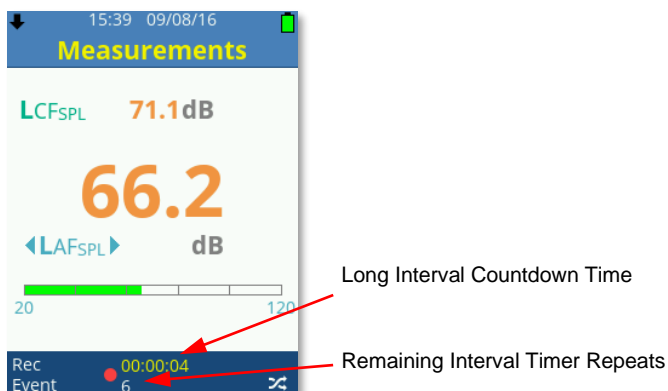 15:39 09/08/16
Measurements
LCFSPL 71.1dB
66.2
LAFSPL dB
20 120
Long Interval Countdown Time
Rec 00:00:04
Event 6
Remaining Interval Timer Repeats